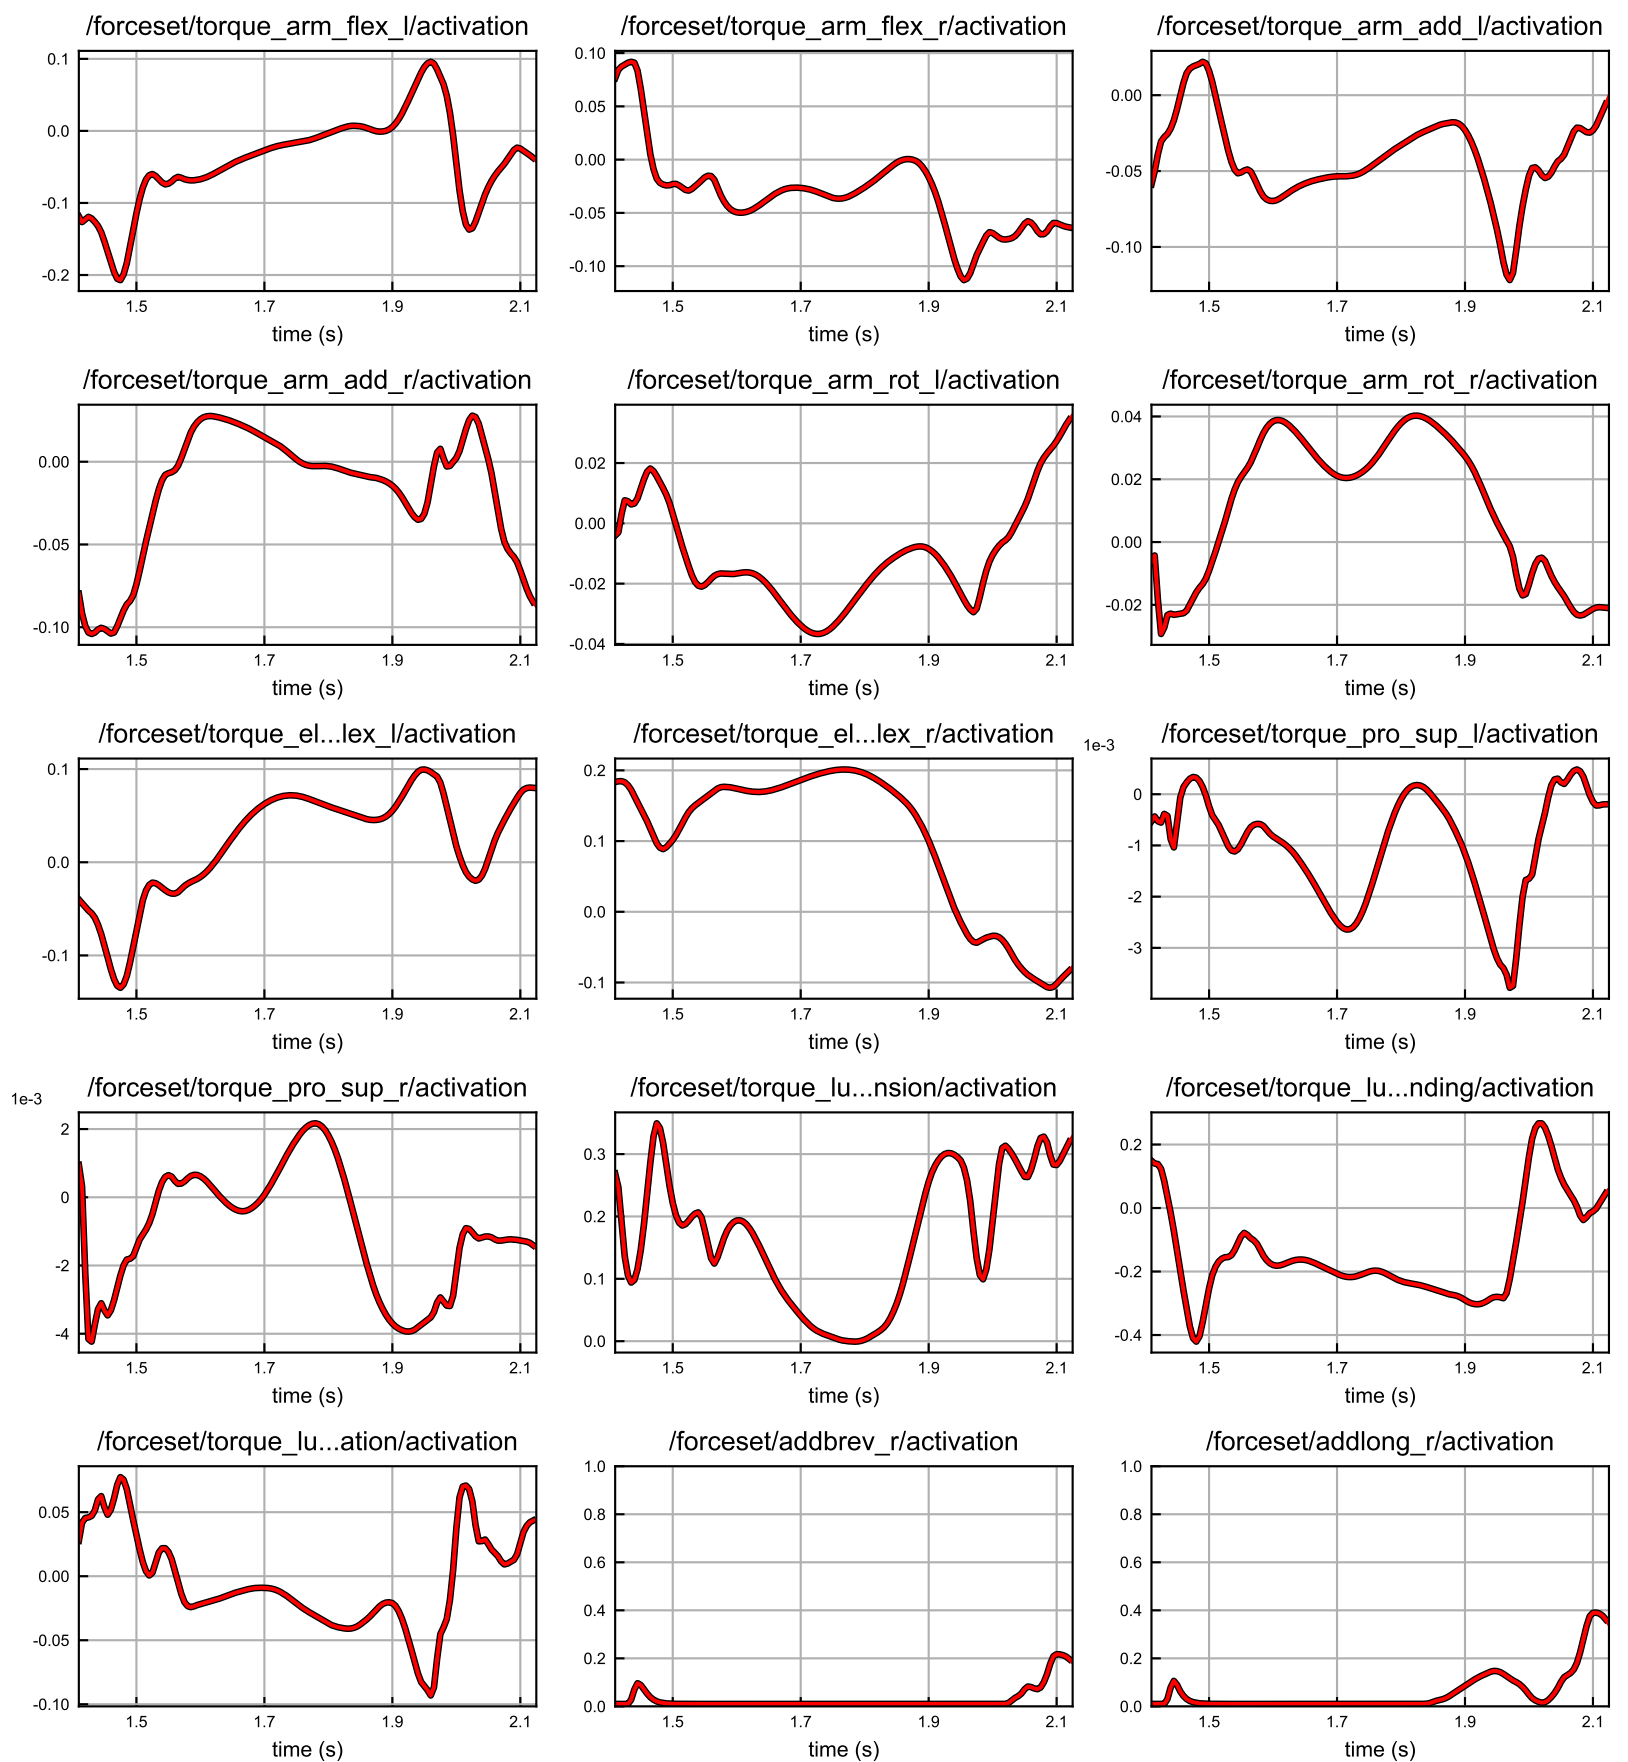 /forceset/torque_arm_flex_l/activation
0.1
0.0
-0.1
-0.2
1.5 1.7 1.9 2.1
time (s)
/forceset/torque_arm_flex_r/activation
0.10
0.05
0.00
-0.05
-0.10
1.5 1.7 1.9 2.1
time (s)
/forceset/torque_arm_add_l/activation
0.00
-0.05
-0.10
1.5 1.7 1.9 2.1
time (s)
/forceset/torque_arm_add_r/activation
0.00
-0.05
-0.10
1.5 1.7 1.9 2.1
time (s)
/forceset/torque_arm_rot_l/activation
0.02
0.00
-0.02
-0.04
1.5 1.7 1.9 2.1
time (s)
/forceset/torque_arm_rot_r/activation
0.04
0.02
0.00
-0.02
1.5 1.7 1.9 2.1
time (s)
/forceset/torque_el...lex_l/activation
0.1
0.0
-0.1
1.5 1.7 1.9 2.1
time (s)
/forceset/torque_el...lex_r/activation
0.2
0.1
0.0
-0.1
1.5 1.7 1.9 2.1
time (s)
/forceset/torque_pro_sup_l/activation
1e-3
0
-1
-2
-3
1.5 1.7 1.9 2.1
time (s)
/forceset/torque_pro_sup_r/activation
1e-3
2
0
-2
-4
1.5 1.7 1.9 2.1
time (s)
/forceset/torque_lu...nsion/activation
0.3
0.2
0.1
0.0
1.5 1.7 1.9 2.1
time (s)
/forceset/torque_lu...nding/activation
0.2
0.0
-0.2
-0.4
1.5 1.7 1.9 2.1
time (s)
/forceset/torque_lu...ation/activation
0.05
0.00
-0.05
-0.10
1.5 1.7 1.9 2.1
time (s)
/forceset/addbrev_r/activation
1.0
0.8
0.6
0.4
0.2
0.0
1.5 1.7 1.9 2.1
time (s)
/forceset/addlong_r/activation
1.0
0.8
0.6
0.4
0.2
0.0
1.5 1.7 1.9 2.1
time (s)